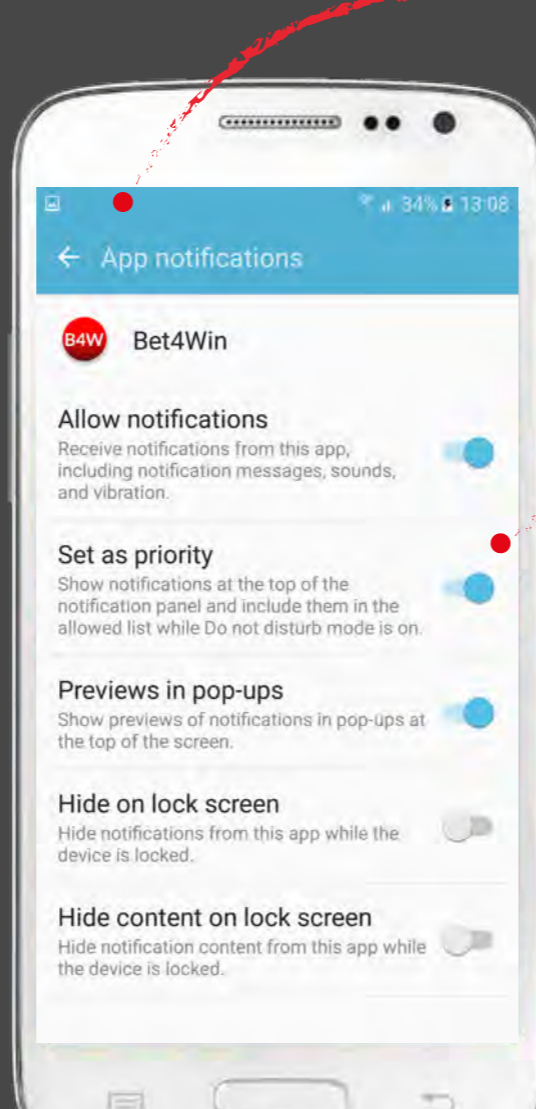 34% 13:08
App notifications
B4W Bet4Win
Allow notifications
Receive notifications from this app,
including notification messages, sounds,
and vibration.
Set as priority
Show notifications at the top of the
notification panel and include them in the
allowed list while Do not disturb mode is on.
Previews in pop-ups
Show previews of notifications in pop-ups at
the top of the screen.
Hide on lock screen
Hide notifications from this app while the
device is locked.
Hide content on lock screen
Hide notification content from this app while
the device is locked.